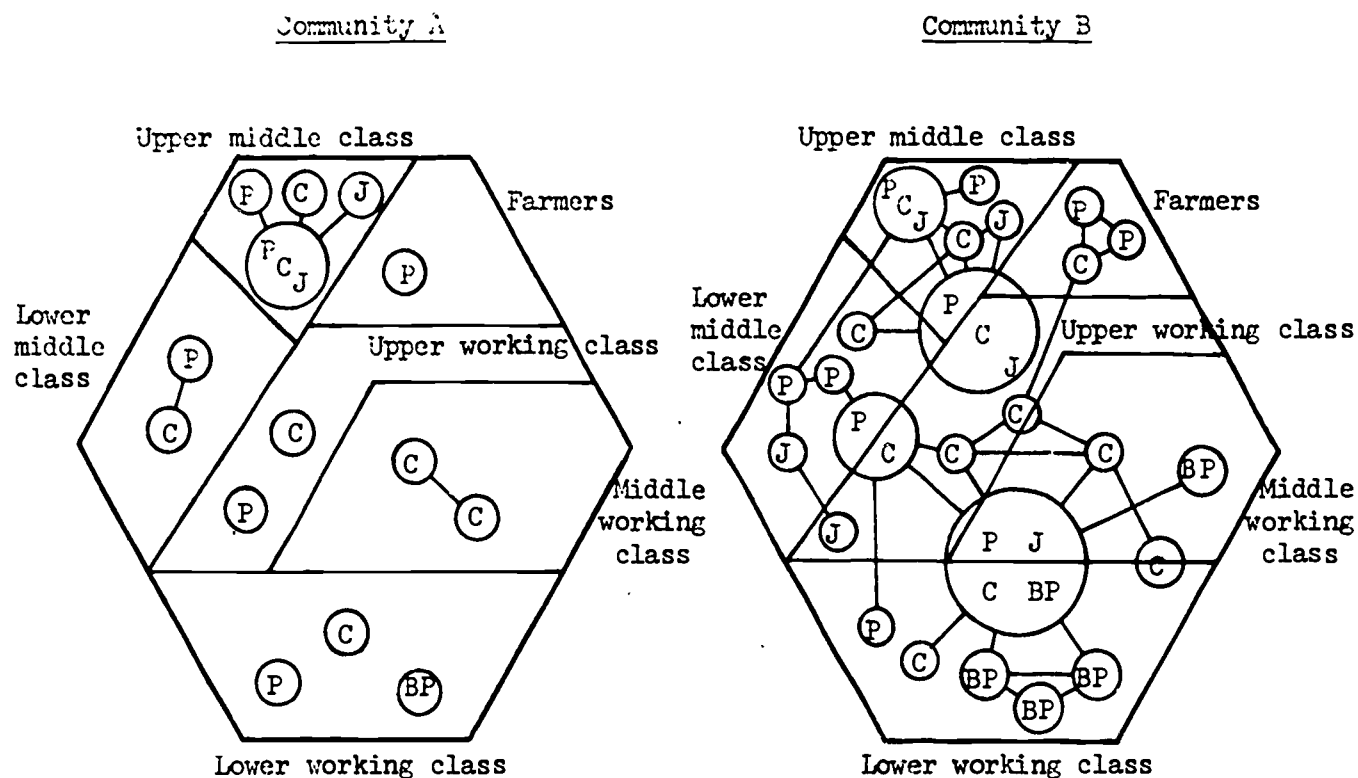 Community A
Community B
Upper middle class
Upper middle class
P C J
P
C
J
Farmers
P
Lower
middle
class
P
C
Upper working class
C
P
C
C
Middle
working
class
C
P
BP
Lower working class
P
C
J
P
C
J
Farmers
P
P
C
Lower
middle
class
P
C
J
C
Upper working class
P
P
P
C
J
J
C
C
C
BP
Middle
working
class
P J
C BP
C
P
C
BP
BP
BP
Lower working class